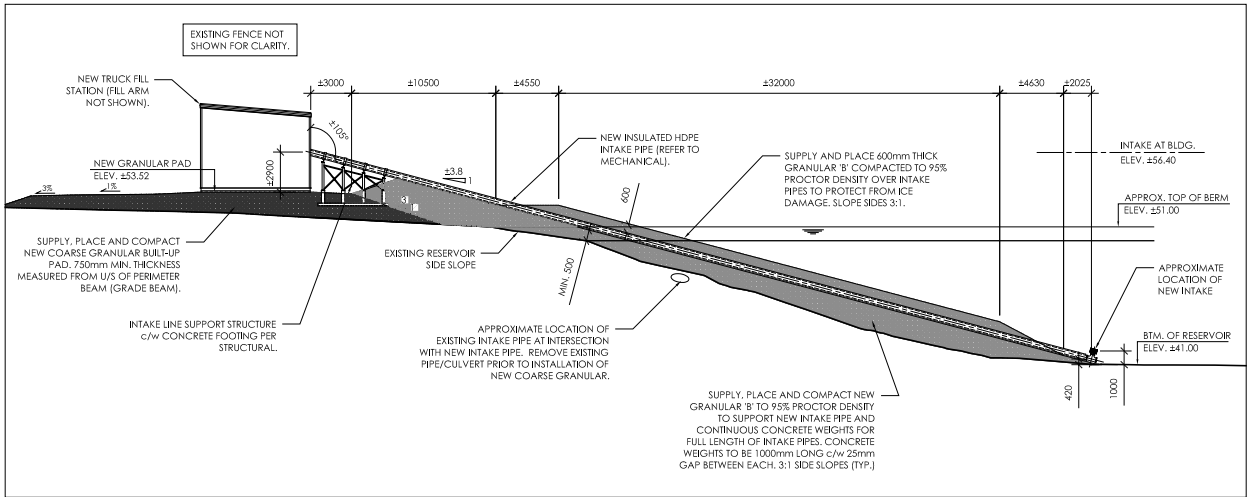 EXISTING FENCE NOT
SHOWN FOR CLARITY.
NEW TRUCK FILL
STATION (FILL ARM
NOT SHOWN).
±3000
±10500
±4550
±32000
±4630
±2025
±105°
NEW INSULATED HDPE
INTAKE PIPE (REFER TO
MECHANICAL).
SUPPLY AND PLACE 600mm THICK
GRANULAR 'B' COMPACTED TO 95%
PROCTOR DENSITY OVER INTAKE
PIPES TO PROTECT FROM ICE
DAMAGE. SLOPE SIDES 3:1.
INTAKE AT BLDG.
ELEV. ±56.40
NEW GRANULAR PAD
ELEV. ±53.52
±2900
±3.8
1
3%
1%
3
1
600
APPROX. TOP OF BERM
ELEV. ±51.00
SUPPLY, PLACE AND COMPACT
NEW COARSE GRANULAR BUILT-UP
PAD. 750mm MIN. THICKNESS
MEASURED FROM U/S OF PERIMETER
BEAM (GRADE BEAM).
EXISTING RESERVOIR
SIDE SLOPE
MIN. 500
APPROXIMATE
LOCATION OF
NEW INTAKE
INTAKE LINE SUPPORT STRUCTURE
c/w CONCRETE FOOTING PER
STRUCTURAL.
APPROXIMATE LOCATION OF
EXISTING INTAKE PIPE AT INTERSECTION
WITH NEW INTAKE PIPE. REMOVE EXISTING
PIPE/CULVERT PRIOR TO INSTALLATION OF
NEW COARSE GRANULAR.
BTM. OF RESERVOIR
ELEV. ±41.00
420
1000
SUPPLY, PLACE AND COMPACT NEW
GRANULAR 'B' TO 95% PROCTOR DENSITY
TO SUPPORT NEW INTAKE PIPE AND
CONTINUOUS CONCRETE WEIGHTS FOR
FULL LENGTH OF INTAKE PIPES. CONCRETE
WEIGHTS TO BE 1000mm LONG c/w 25mm
GAP BETWEEN EACH. 3:1 SIDE SLOPES (TYP.)